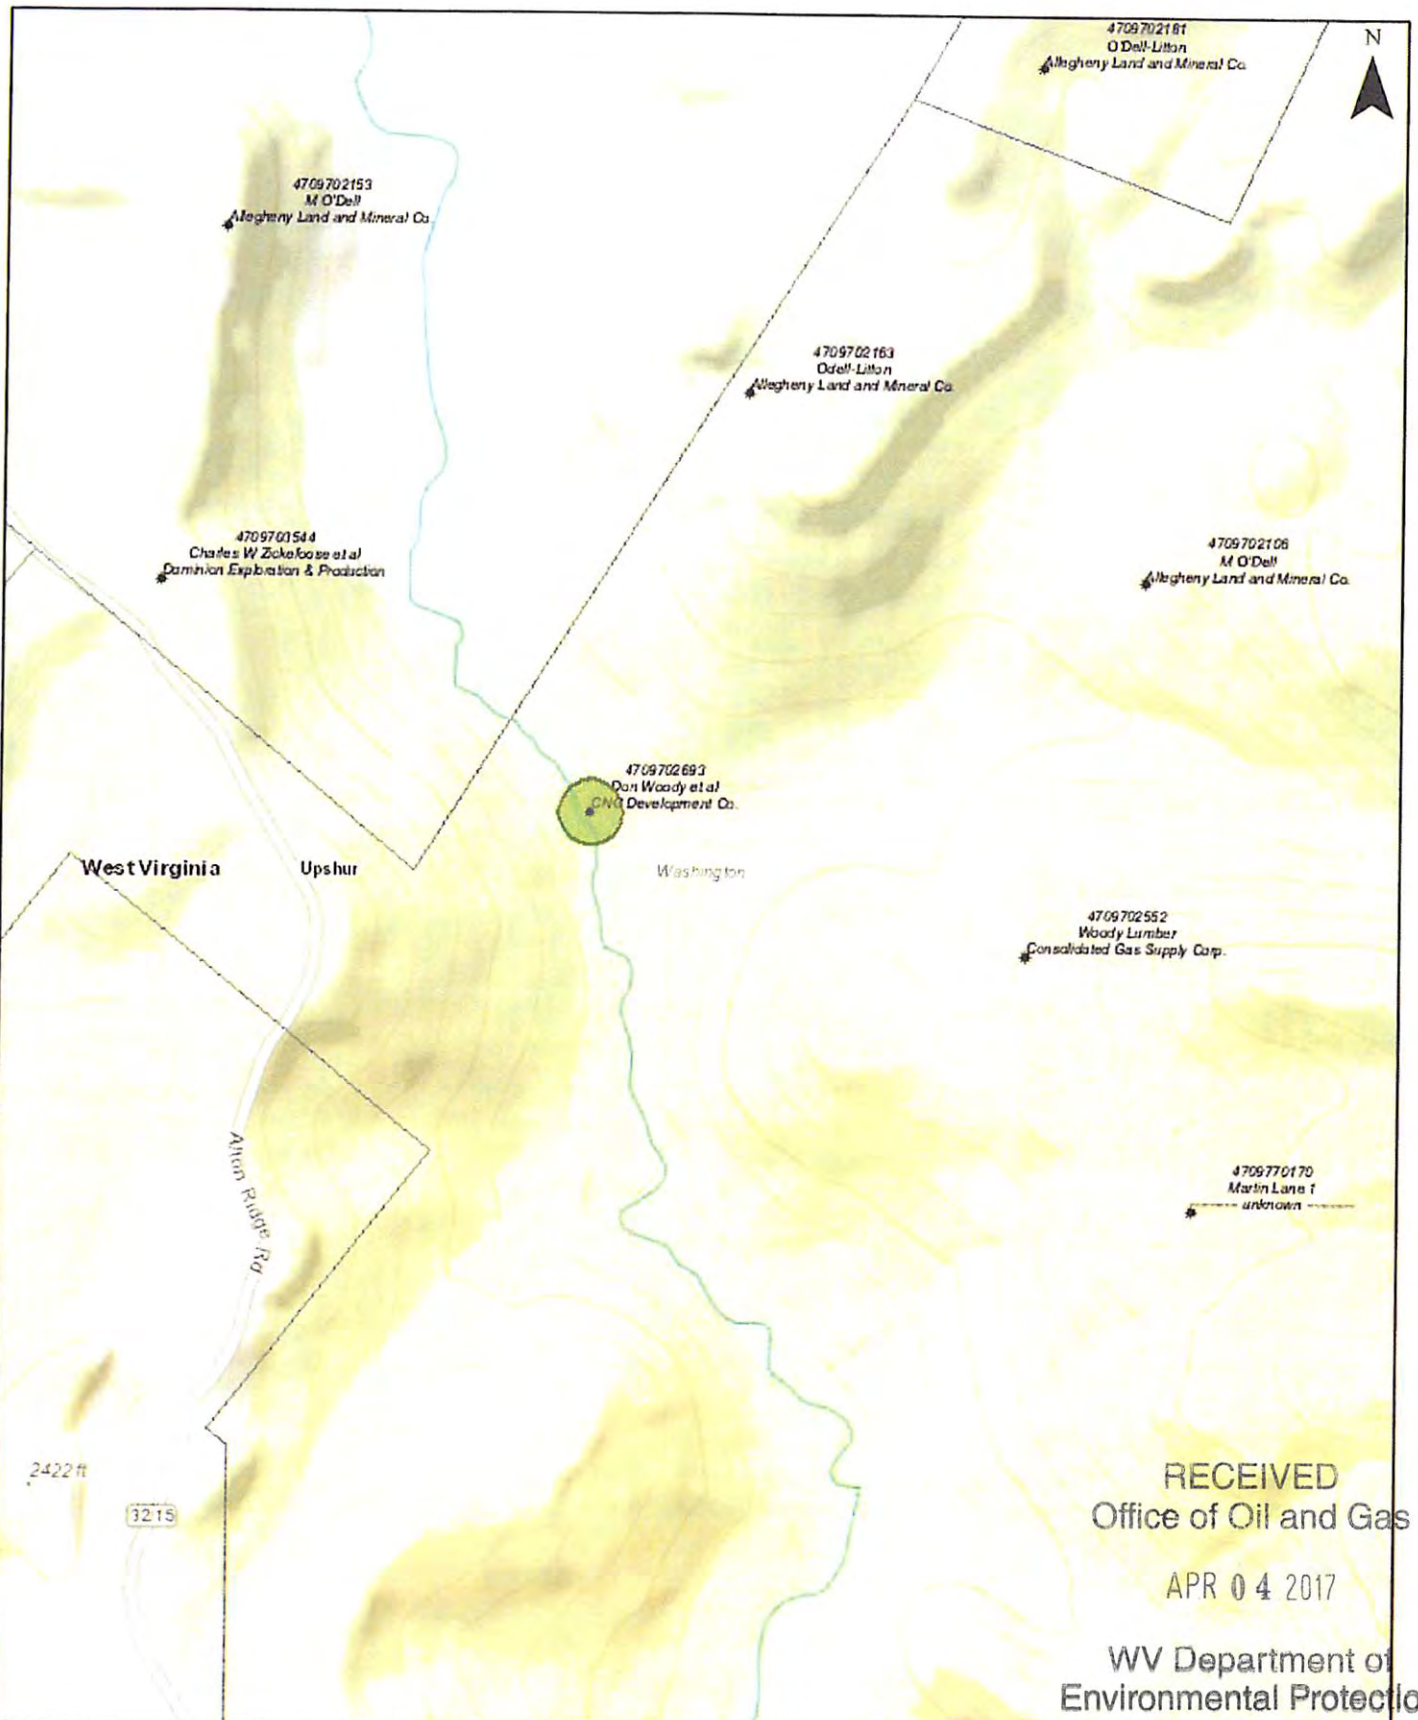 4709702181
O'Dell-Litton
Allegheny Land and Mineral Co.
N
4709702153
M O'Dell
Allegheny Land and Mineral Co.
4709702163
Odell-Litton
Allegheny Land and Mineral Co.
4709703544
Charles W Zickefoose et al
Dominion Exploration & Production
4709702106
M O'Dell
Allegheny Land and Mineral Co.
4709702693
Don Woody et al
CNG Development Co.
West Virginia
Upshur
Washington
4709702552
Woody Lumber
Consolidated Gas Supply Corp.
Alton Ridge Rd
4709770170
Martin Lane 1
------ unknown ------
2422 ft
32 15
RECEIVED
Office of Oil and Gas
APR 04 2017
WV Department of
Environmental Protectio